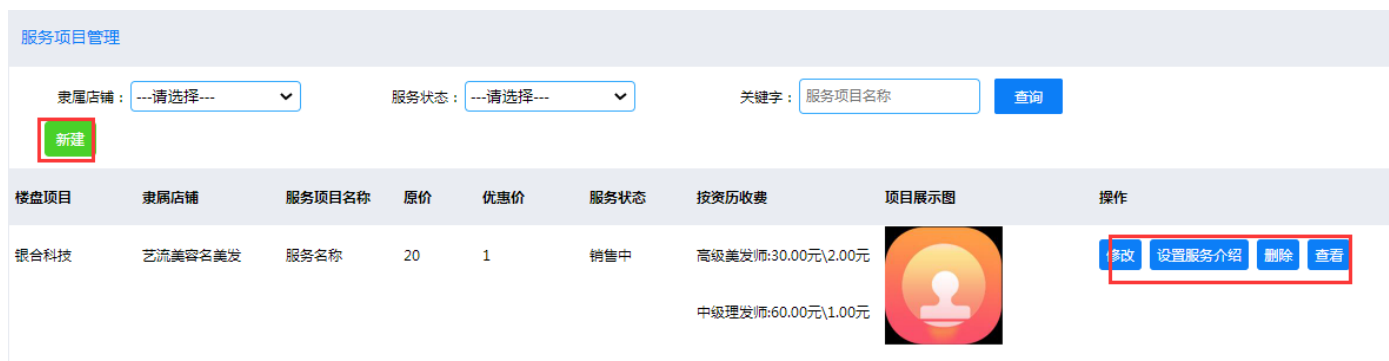 服务项目管理
隶属店铺： ---请选择--- 服务状态： ---请选择--- 关键字： 服务项目名称 查询
新建
楼盘项目 隶属店铺 服务项目名称 原价 优惠价 服务状态 按资历收费 项目展示图 操作
银合科技 艺流美容名美发 服务名称 20 1 销售中 高级美发师:30.00元\2.00元 修改 设置服务介绍 删除 查看
中级理发师:60.00元\1.00元